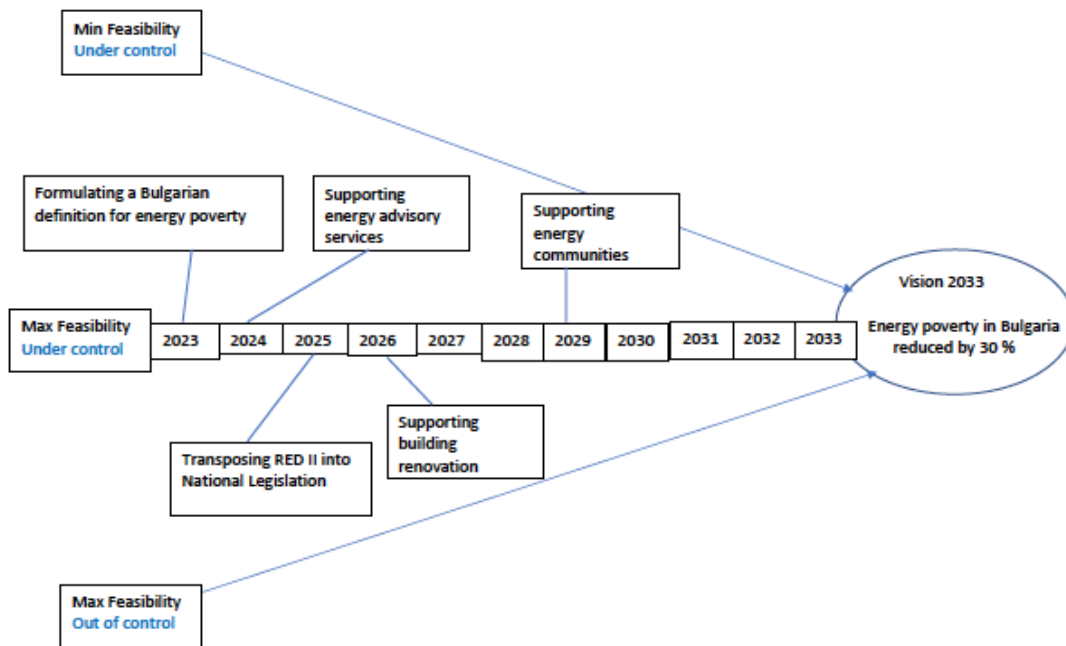 Min Feasibility
Under control
Formulating a Bulgarian
definition for energy poverty
Supporting
energy advisory
services
Supporting
energy
communities
Vision 2033
Energy poverty in Bulgaria
reduced by 30 %
Max Feasibility
Under control
2023
2024
2025
2026
2027
2028
2029
2030
2031
2032
2033
Transposing RED II into
National Legislation
Supporting
building
renovation
Max Feasibility
Out of control